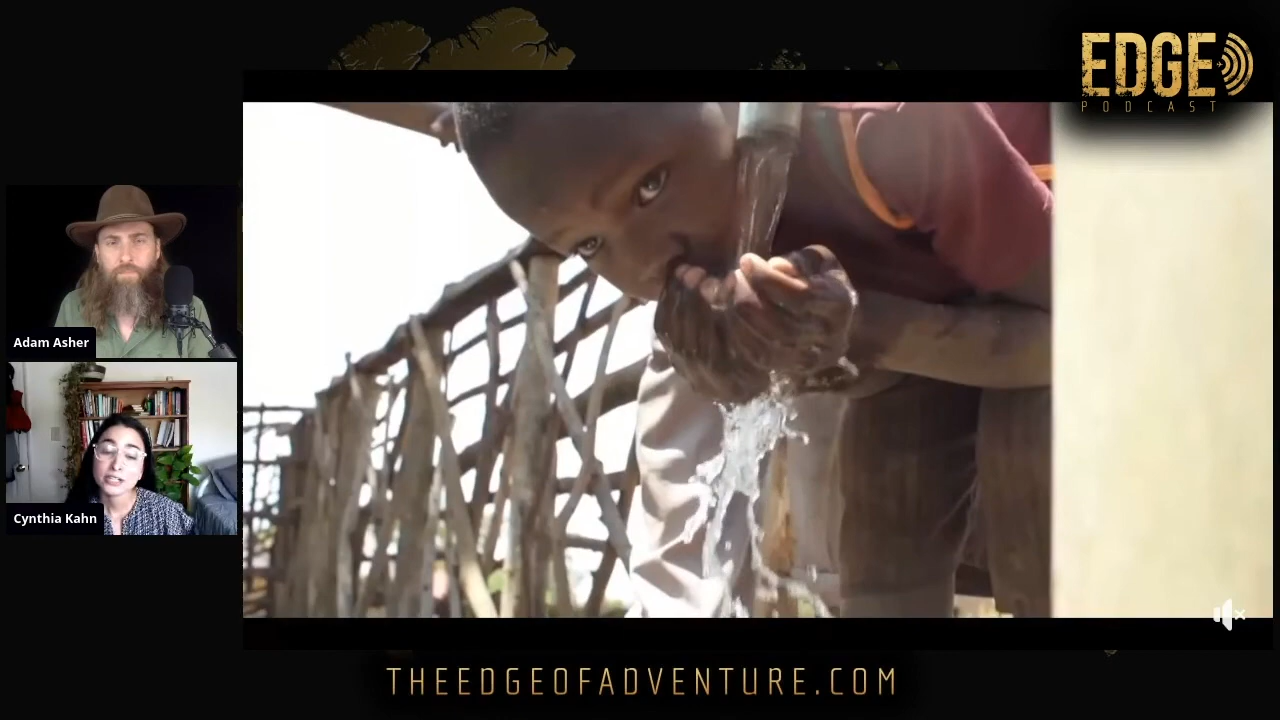 EDGE
PODCAST
Adam Asher
Cynthia Kahn
THEEDGEOFADVENTURE.COM